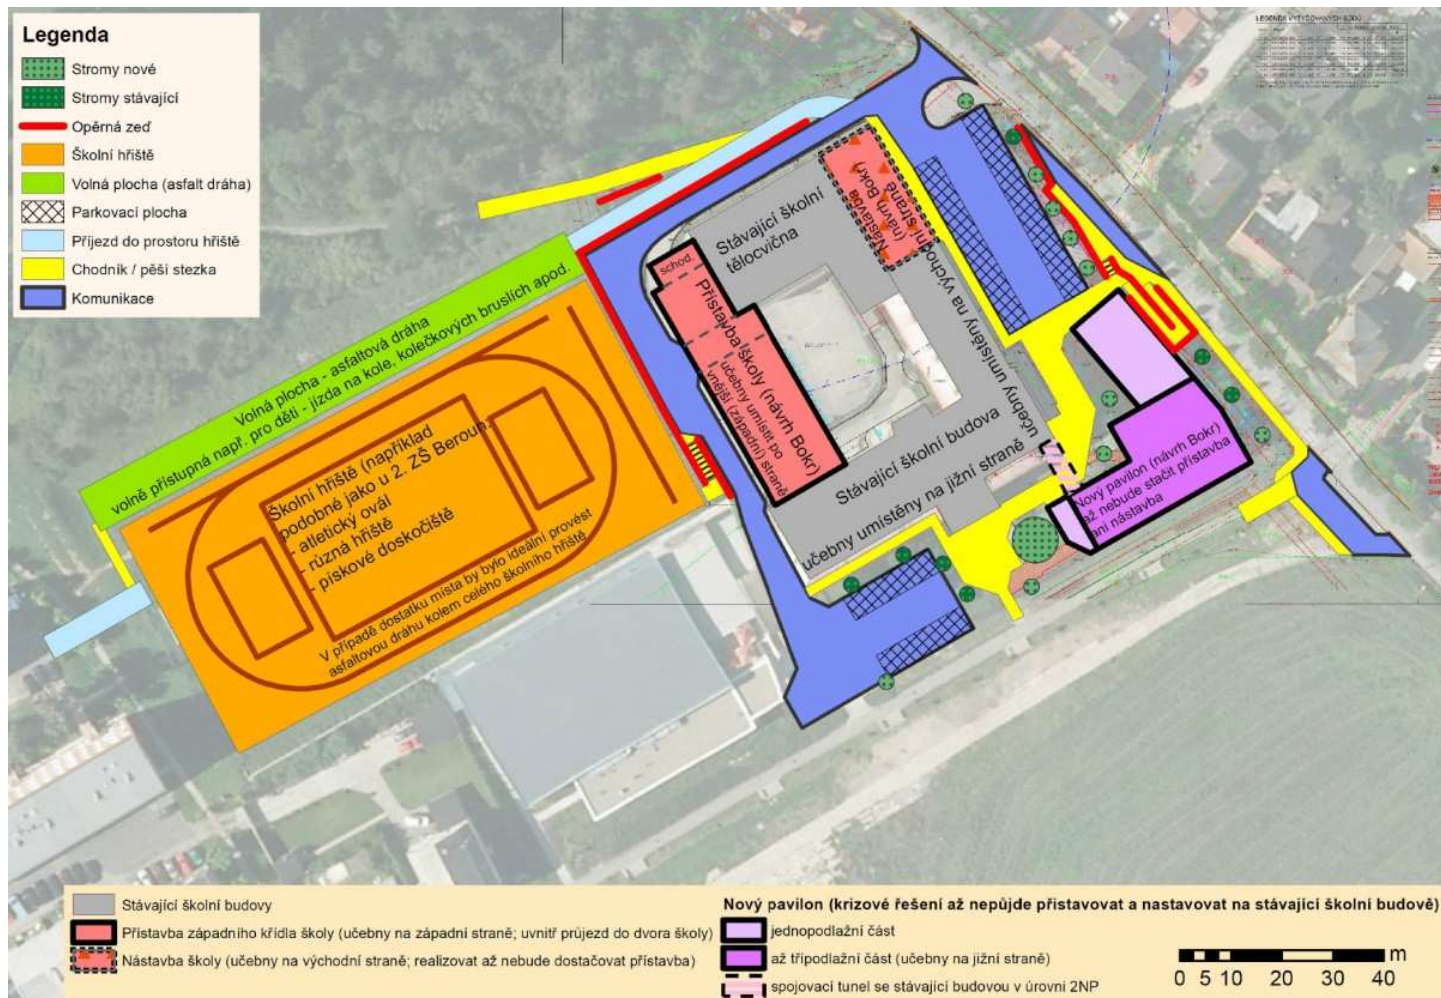 Legenda
Stromy nové
Stromy stávající
Opěrná zeď
Školní hřiště
Volná plocha (asfalt dráha)
Parkovací plocha
Příjezd do prostoru hřiště
Chodník / pěší stezka
Komunikace
Volná plocha - asfaltová dráha
volně přístupná např. pro děti - jízda na kole, kolečkových bruslích apod.
Školní hřiště (například
podobné jako u 2. ZŠ Beroun.
- atletický ovál
- různá hřiště
- pískové doskočiště
V případě dostatku místa by bylo ideální provést
asfaltovou dráhu kolem celého školního hřiště
schod.
Přístavba školy (návrh Bokr)
učebny umístit po
vnější (západní) straně
Stávající školní
tělocvična
Nástavba
(návrh Bokr)
učebny umístěny na východní straně
Stávající školní budova
učebny umístěny na jižní straně
Nový pavilon (návrh Bokr)
až nebude stačit přístavba
ani nástavba
Stávající školní budovy
Přístavba západního křídla školy (učebny na západní straně; uvnitř průjezd do dvora školy)
Nástavba školy (učebny na východní straně; realizovat až nebude dostačovat přístavba)
Nový pavilon (krizové řešení až nepůjde přistavovat a nastavovat na stávající školní budově)
jednopodlažní část
až třípodlažní část (učebny na jižní straně)
spojovací tunel se stávající budovou v úrovni 2NP
m
0 5 10 20 30 40